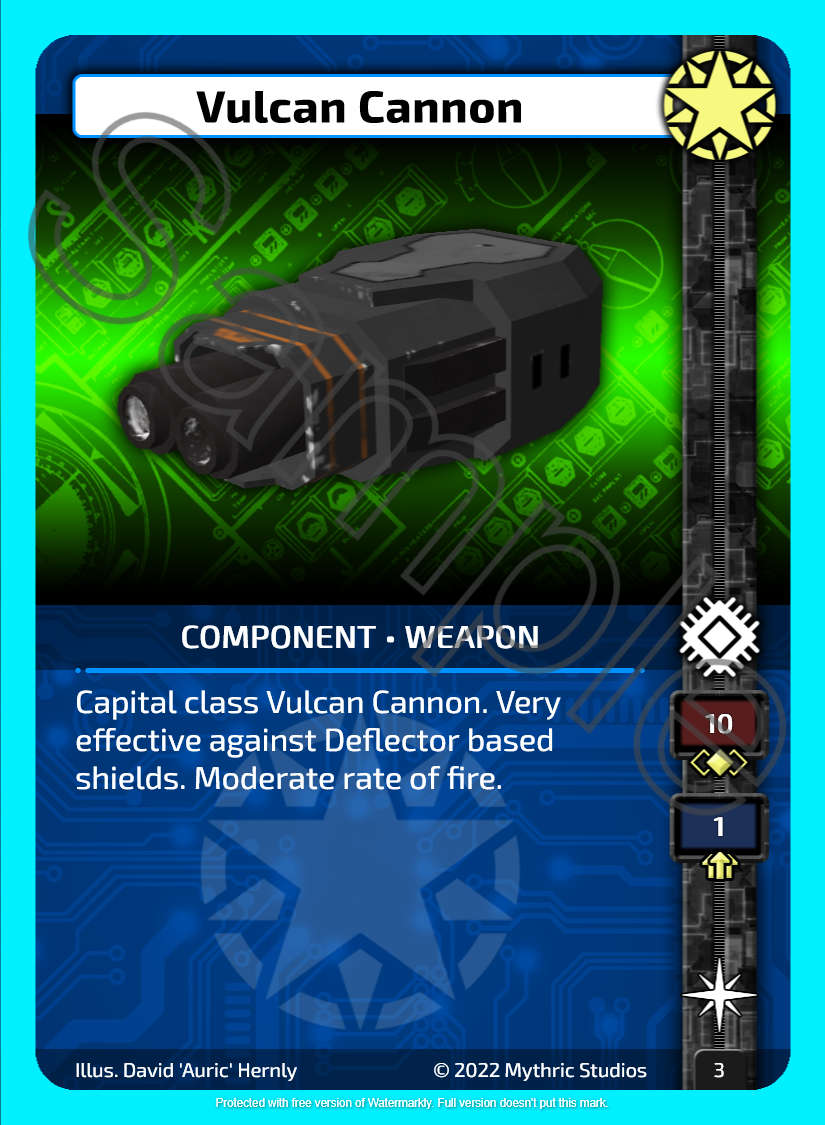 Vulcan Cannon
COMPONENT • WEAPON
Capital class Vulcan Cannon. Very
effective against Deflector based
shields. Moderate rate of fire.
10
1
Illus. David 'Auric' Hernly © 2022 Mythric Studios 3
Sample
Protected with free version of Watermarkly. Full version doesn't put this mark.